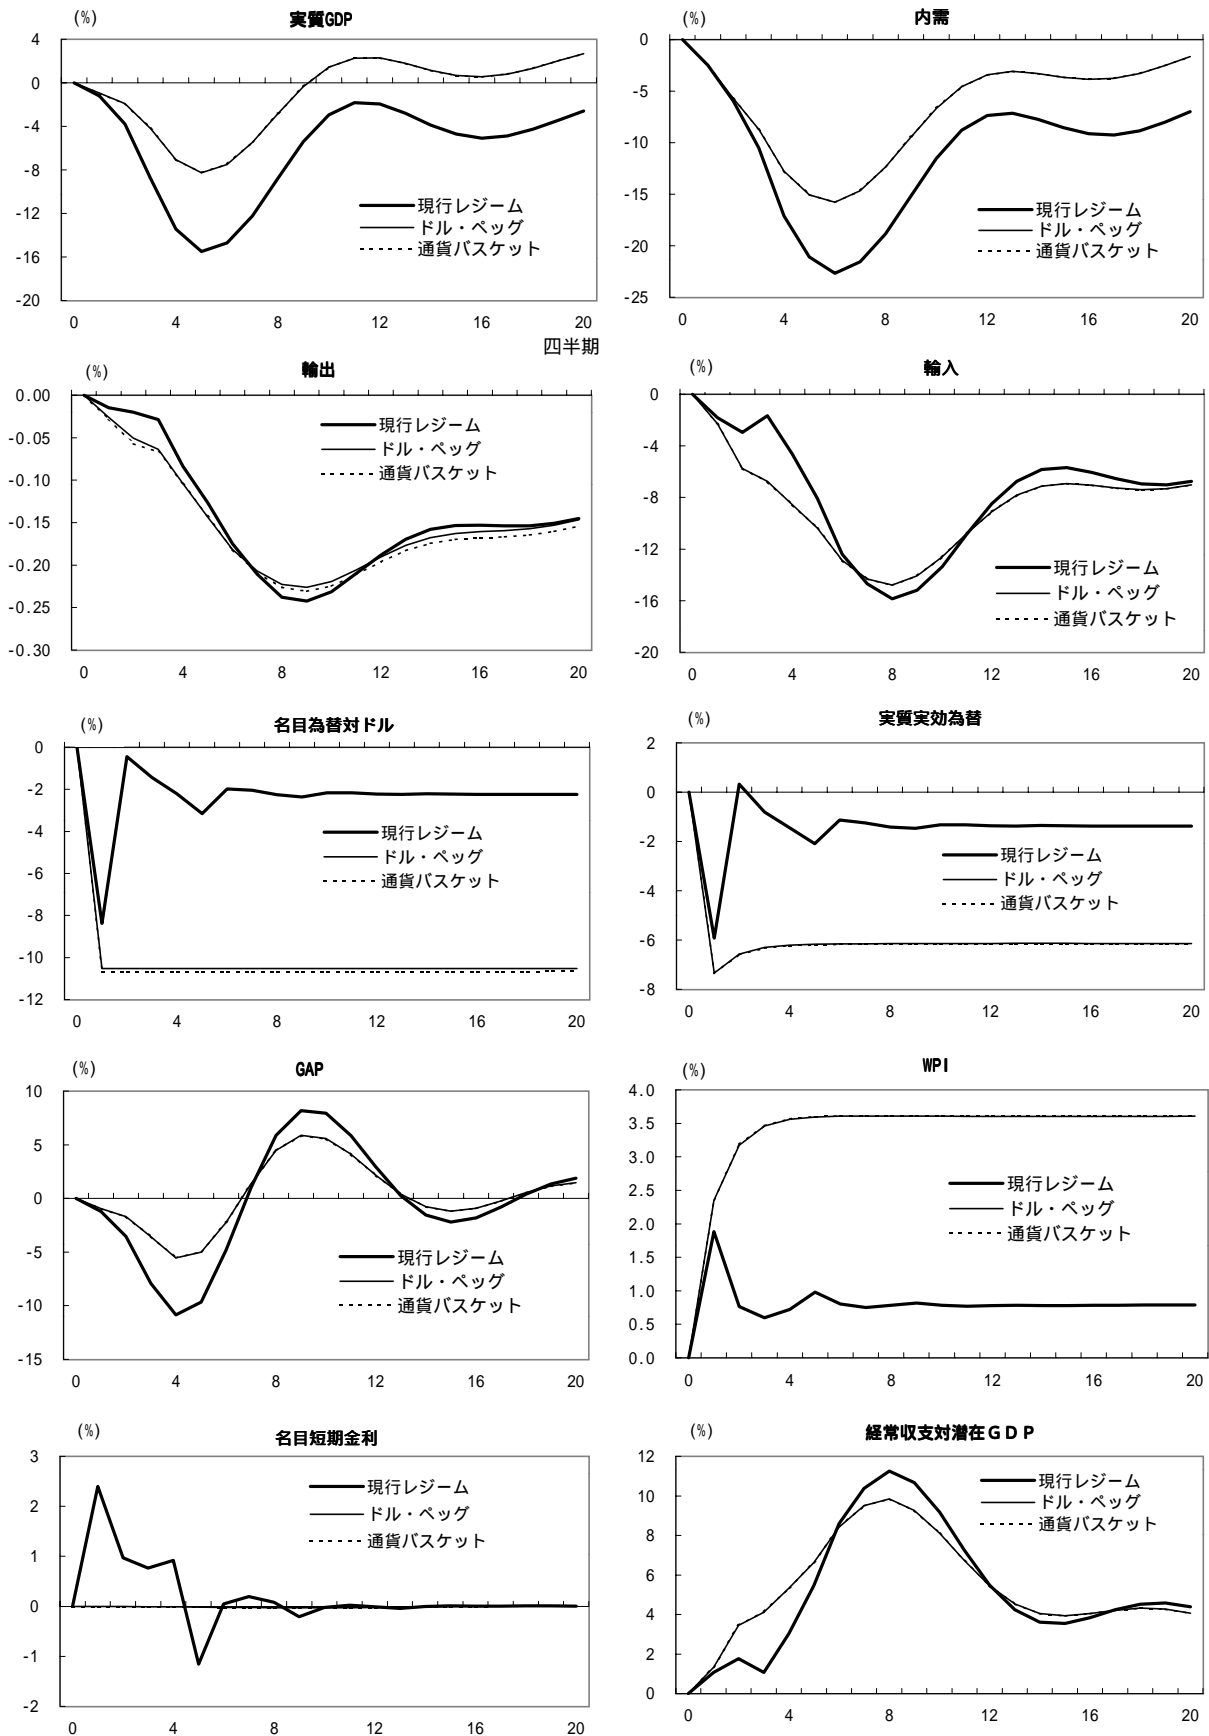 (%)
実質GDP
4
0
-4
-8
-12
-16
-20
現行レジーム
ドル・ペッグ
通貨バスケット
0 4 8 12 16 20
四半期
(%)
内需
0
-5
-10
-15
-20
-25
現行レジーム
ドル・ペッグ
通貨バスケット
0 4 8 12 16 20
(%)
輸出
0.00
-0.05
-0.10
-0.15
-0.20
-0.25
-0.30
現行レジーム
ドル・ペッグ
通貨バスケット
0 4 8 12 16 20
(%)
輸入
0
-4
-8
-12
-16
-20
現行レジーム
ドル・ペッグ
通貨バスケット
0 4 8 12 16 20
(%)
名目為替対ドル
0
-2
-4
-6
-8
-10
-12
現行レジーム
ドル・ペッグ
通貨バスケット
0 4 8 12 16 20
(%)
実質実効為替
2
0
-2
-4
-6
-8
現行レジーム
ドル・ペッグ
通貨バスケット
0 4 8 12 16 20
(%)
GAP
10
5
0
-5
-10
-15
現行レジーム
ドル・ペッグ
通貨バスケット
0 4 8 12 16 20
(%)
WPI
4.0
3.5
3.0
2.5
2.0
1.5
1.0
0.5
0.0
現行レジーム
ドル・ペッグ
通貨バスケット
0 4 8 12 16 20
(%)
名目短期金利
3
2
1
0
-1
-2
現行レジーム
ドル・ペッグ
通貨バスケット
0 4 8 12 16 20
(%)
経常収支対潜在ＧＤＰ
12
10
8
6
4
2
0
現行レジーム
ドル・ペッグ
通貨バスケット
0 4 8 12 16 20